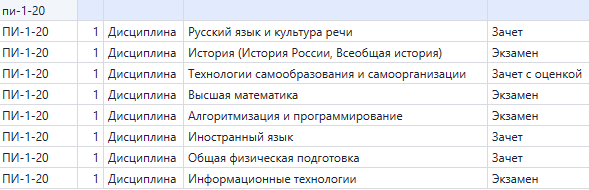 пи-1-20
ПИ-1-20 1 Дисциплина Русский язык и культура речи Зачет
ПИ-1-20 1 Дисциплина История (История России, Всеобщая история) Экзамен
ПИ-1-20 1 Дисциплина Технологии самообразования и самоорганизации Зачет с оценкой
ПИ-1-20 1 Дисциплина Высшая математика Экзамен
ПИ-1-20 1 Дисциплина Алгоритмизация и программирование Экзамен
ПИ-1-20 1 Дисциплина Иностранный язык Зачет
ПИ-1-20 1 Дисциплина Общая физическая подготовка Зачет
ПИ-1-20 1 Дисциплина Информационные технологии Экзамен